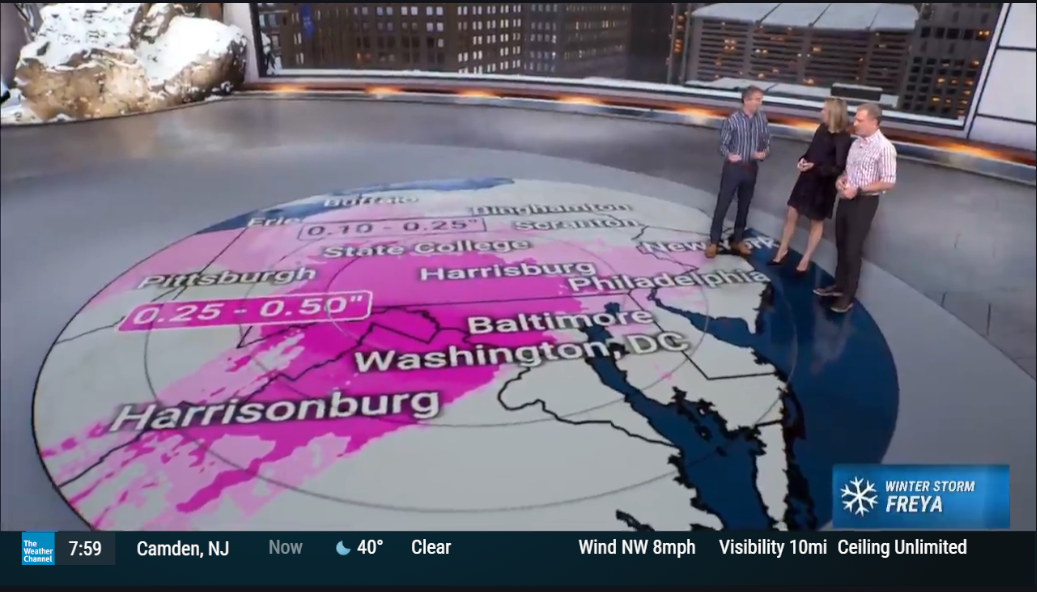 Buffalo
Erie
Binghamton
0.10 - 0.25"
Scranton
State College
New York
Pittsburgh
Harrisburg
Philadelphia
0.25 - 0.50"
Baltimore
Washington, DC
Harrisonburg
WINTER STORM
FREYA
The
Weather
Channel
7:59 Camden, NJ Now 40° Clear Wind NW 8mph Visibility 10mi Ceiling Unlimited